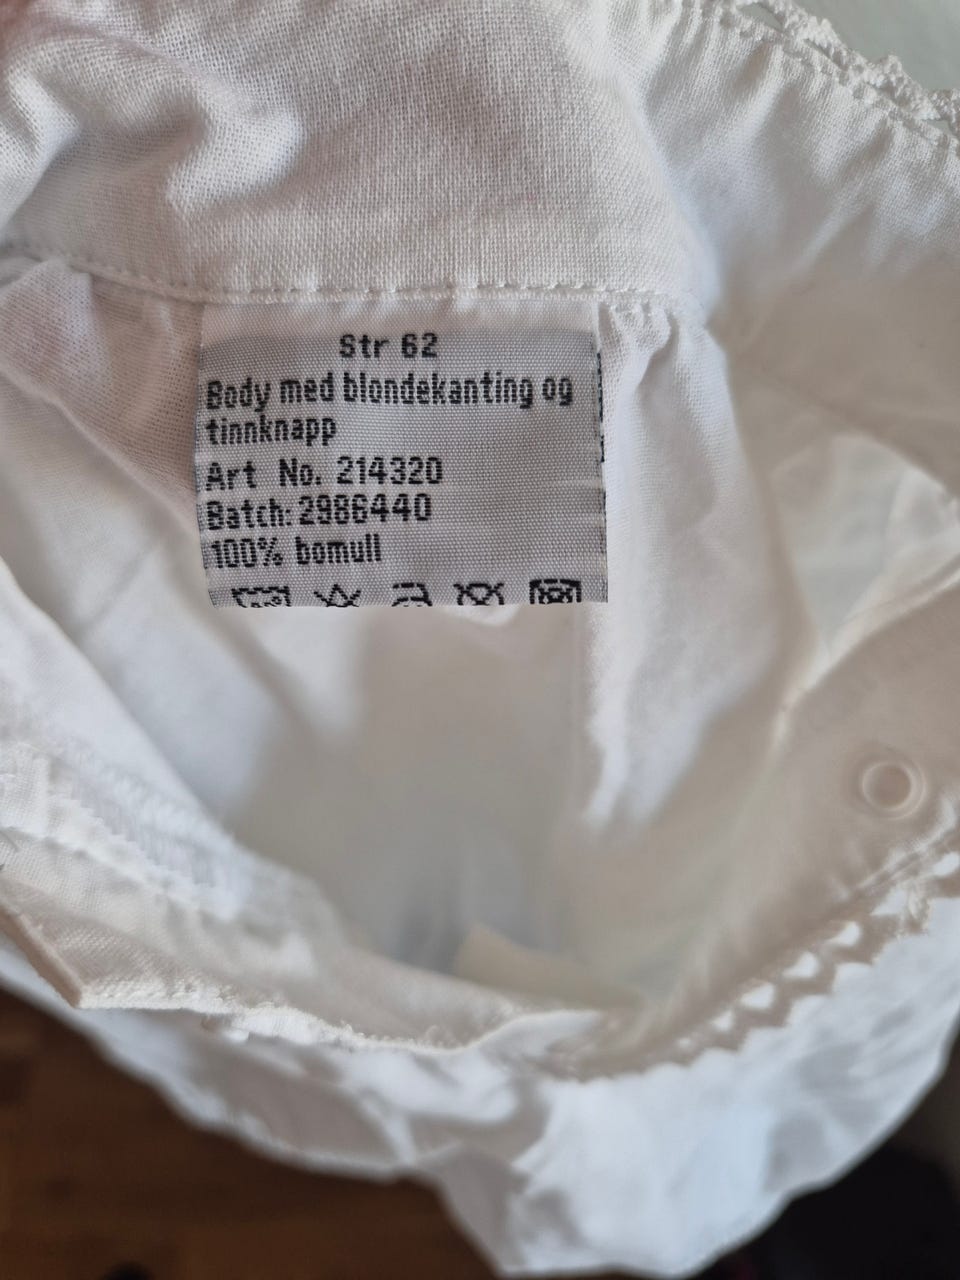 Str 62
Body med blondekanting og
tinnknapp
Art No. 214320
Batch: 2986440
100% bomull